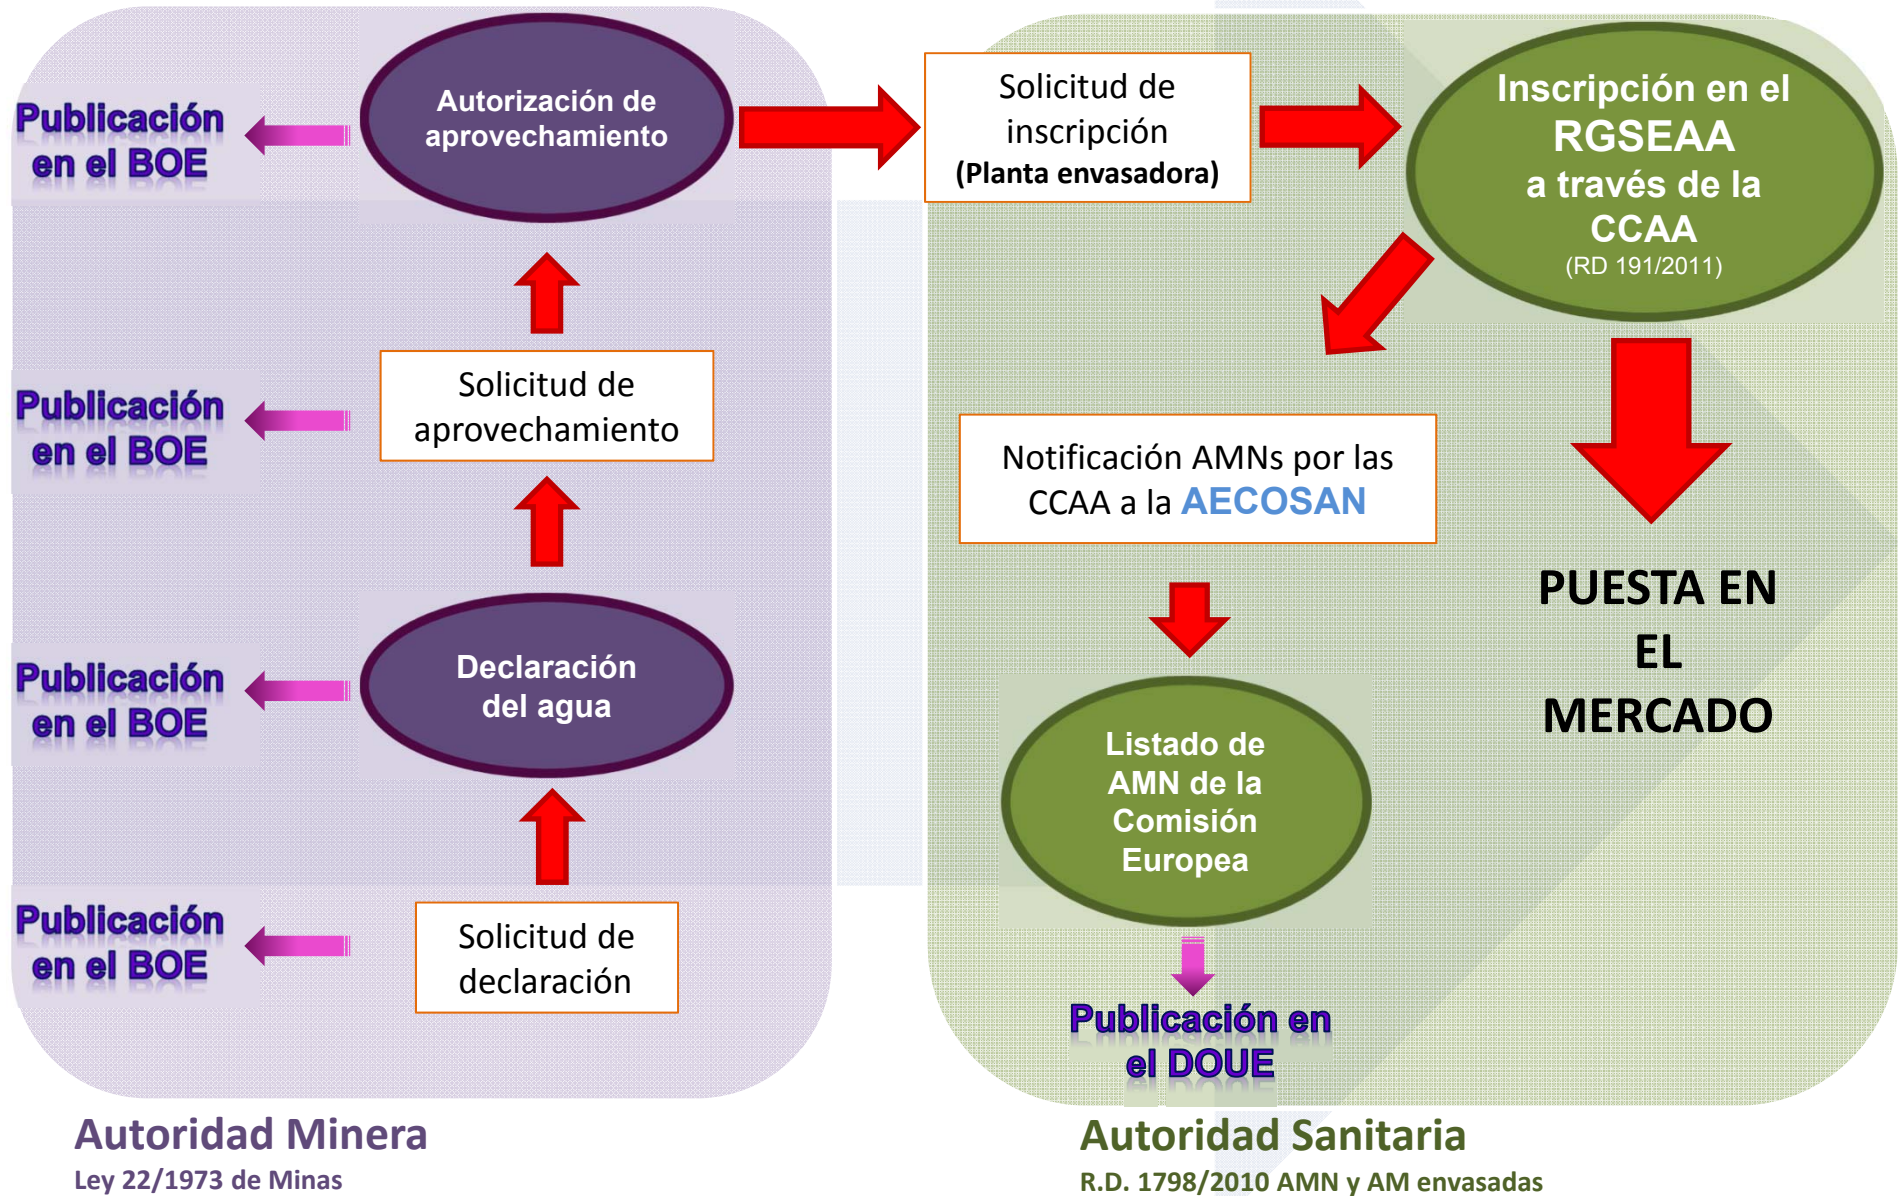 Publicación
en el BOE
Autorización de
aprovechamiento
Publicación
en el BOE
Solicitud de
aprovechamiento
Publicación
en el BOE
Declaración
del agua
Publicación
en el BOE
Solicitud de
declaración
Autoridad Minera
Ley 22/1973 de Minas
Solicitud de
inscripción
(Planta envasadora)
Inscripción en el
RGSEAA
a través de la
CCAA
(RD 191/2011)
Notificación AMNs por las
CCAA a la AECOSAN
PUESTA EN
EL
MERCADO
Listado de
AMN de la
Comisión
Europea
Publicación en
el DOUE
Autoridad Sanitaria
R.D. 1798/2010 AMN y AM envasadas